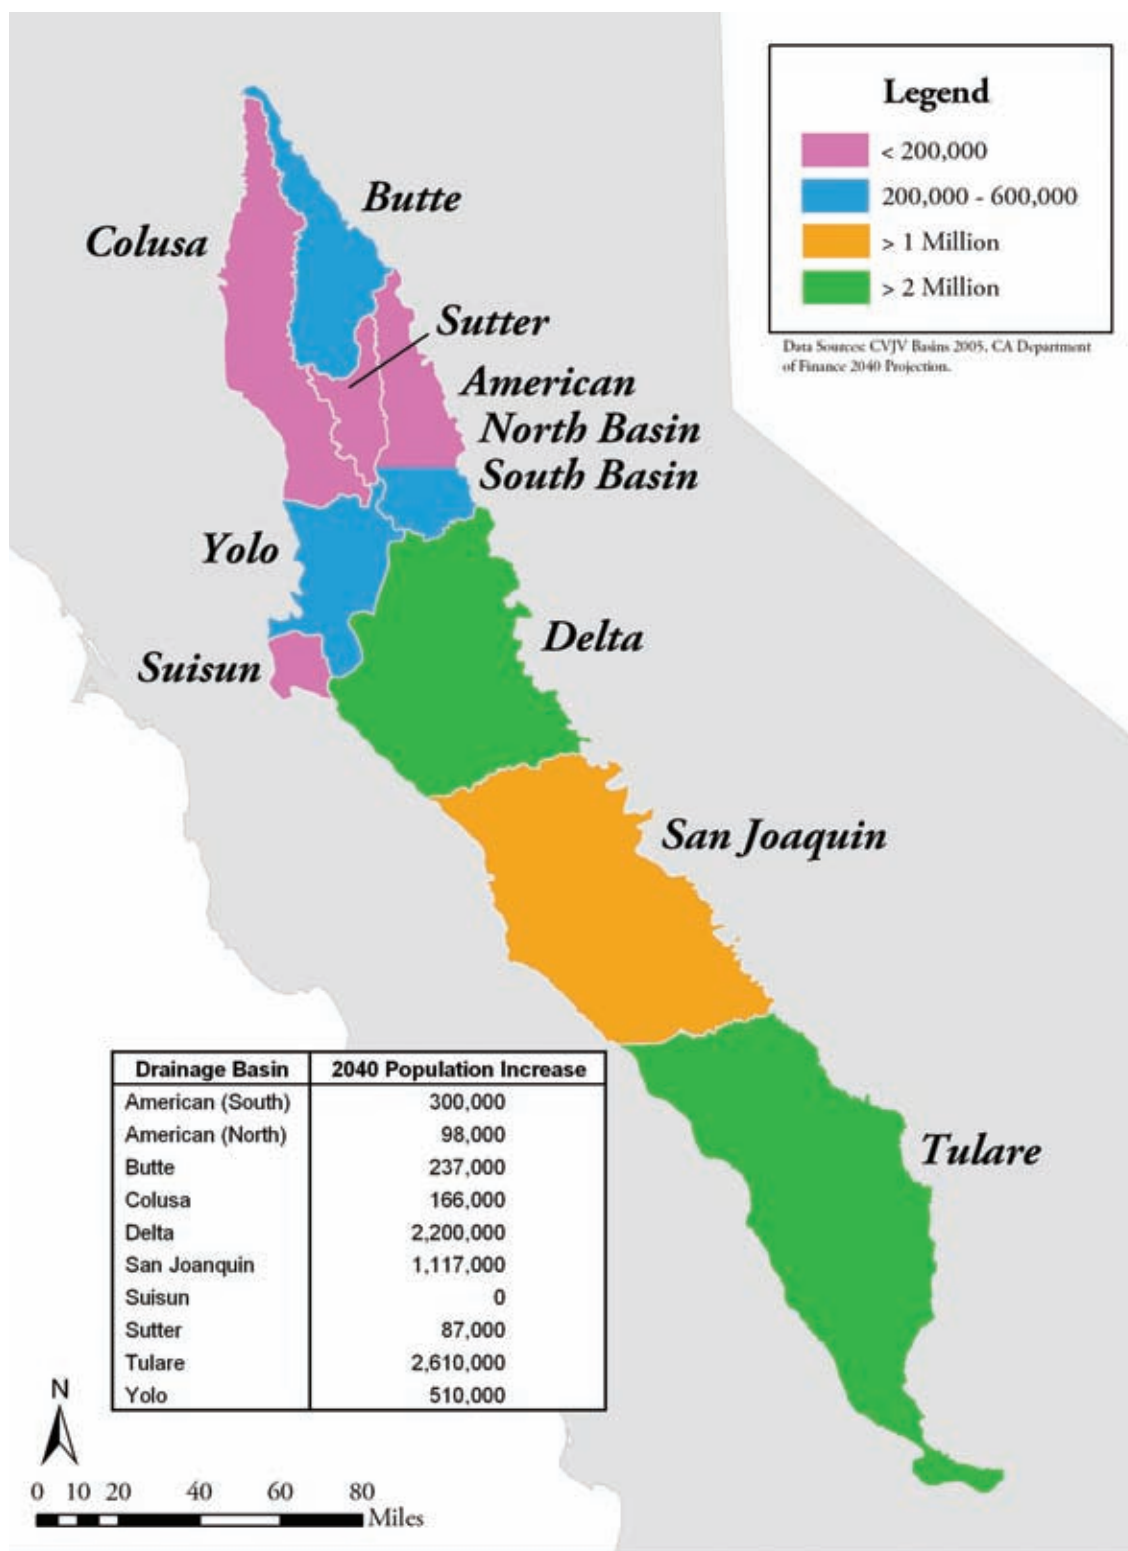 Legend
< 200,000
200,000 - 600,000
> 1 Million
> 2 Million
Data Sources: CVJV Basins 2005, CA Department
of Finance 2040 Projection.
Butte
Colusa
Sutter
American
North Basin
South Basin
Yolo
Delta
Suisun
San Joaquin
Tulare
Drainage Basin 2040 Population Increase
American (South) 300,000
American (North) 98,000
Butte 237,000
Colusa 166,000
Delta 2,200,000
San Joanquin 1,117,000
Suisun 0
Sutter 87,000
Tulare 2,610,000
Yolo 510,000
N
0 10 20 40 60 80
Miles